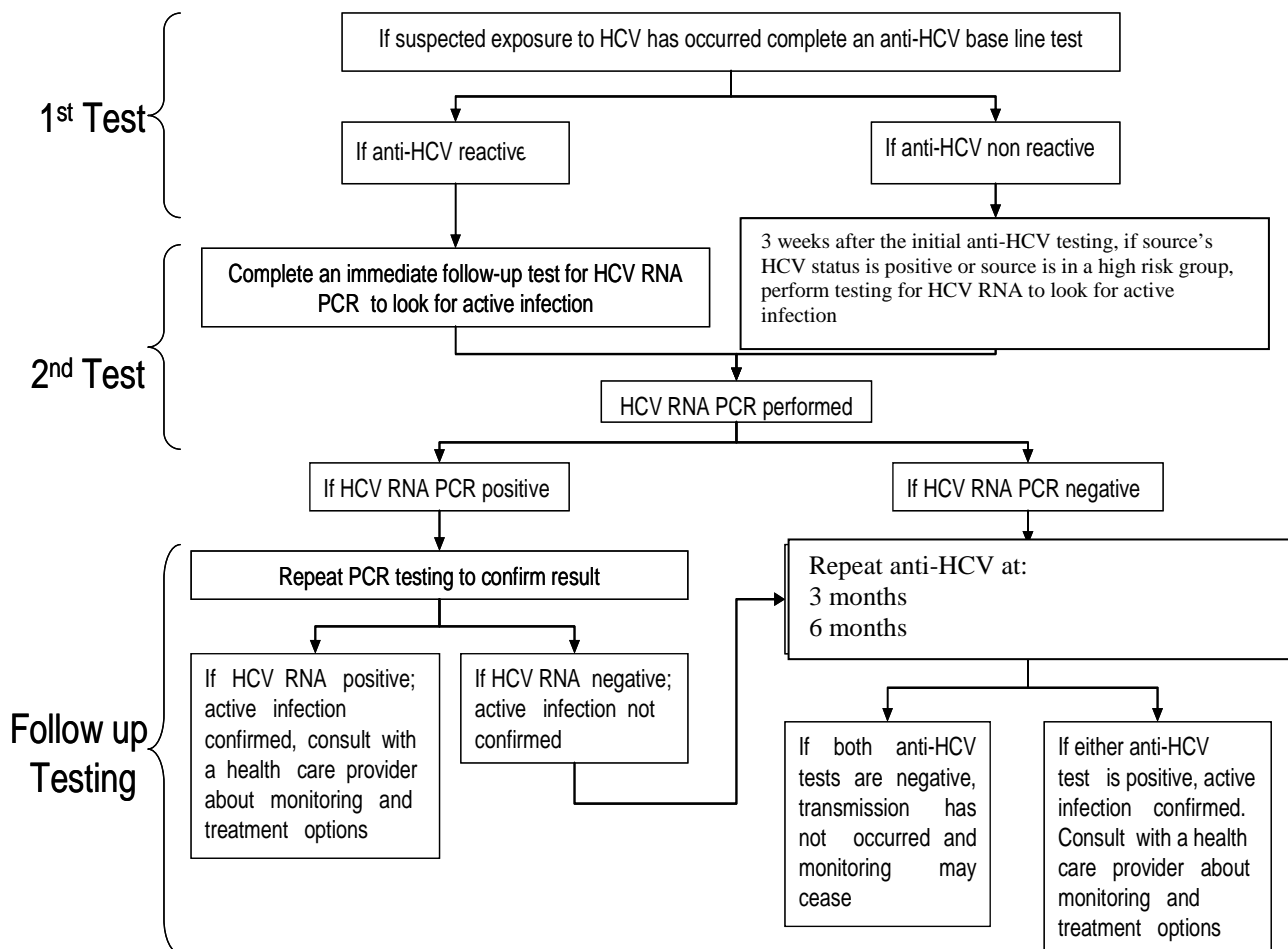 If suspected exposure to HCV has occurred complete an anti-HCV base line test
1st Test
If anti-HCV reactive
If anti-HCV non reactive
2nd Test
Complete an immediate follow-up test for HCV RNA
PCR to look for active infection
3 weeks after the initial anti-HCV testing, if source's
HCV status is positive or source is in a high risk group,
perform testing for HCV RNA to look for active
infection
HCV RNA PCR performed
If HCV RNA PCR positive
If HCV RNA PCR negative
Follow up
Testing
Repeat PCR testing to confirm result
Repeat anti-HCV at:
3 months
6 months
If HCV RNA positive;
active infection
confirmed, consult with
a health care provider
about monitoring and
treatment options
If HCV RNA negative;
active infection not
confirmed
If both anti-HCV
tests are negative,
transmission has
not occurred and
monitoring may
cease
If either anti-HCV
test is positive, active
infection confirmed.
Consult with a health
care provider about
monitoring and
treatment options